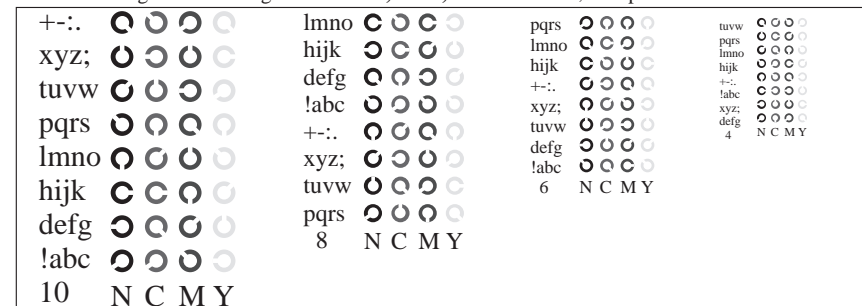 +-:.
xyz;
tuvw
pqrs
lmno
hijk
defg
!abc
10 N C M Y
lmno
hijk
defg
!abc
+-:.
xyz;
tuvw
pqrs
8 N C M Y
pqrs
lmno
hijk
+-:.
xyz;
tuvw
defg
!abc
6 N C M Y
tuvw
pqrs
lmno
hijk
+-:.
!abc
xyz;
defg
4 N C M Y